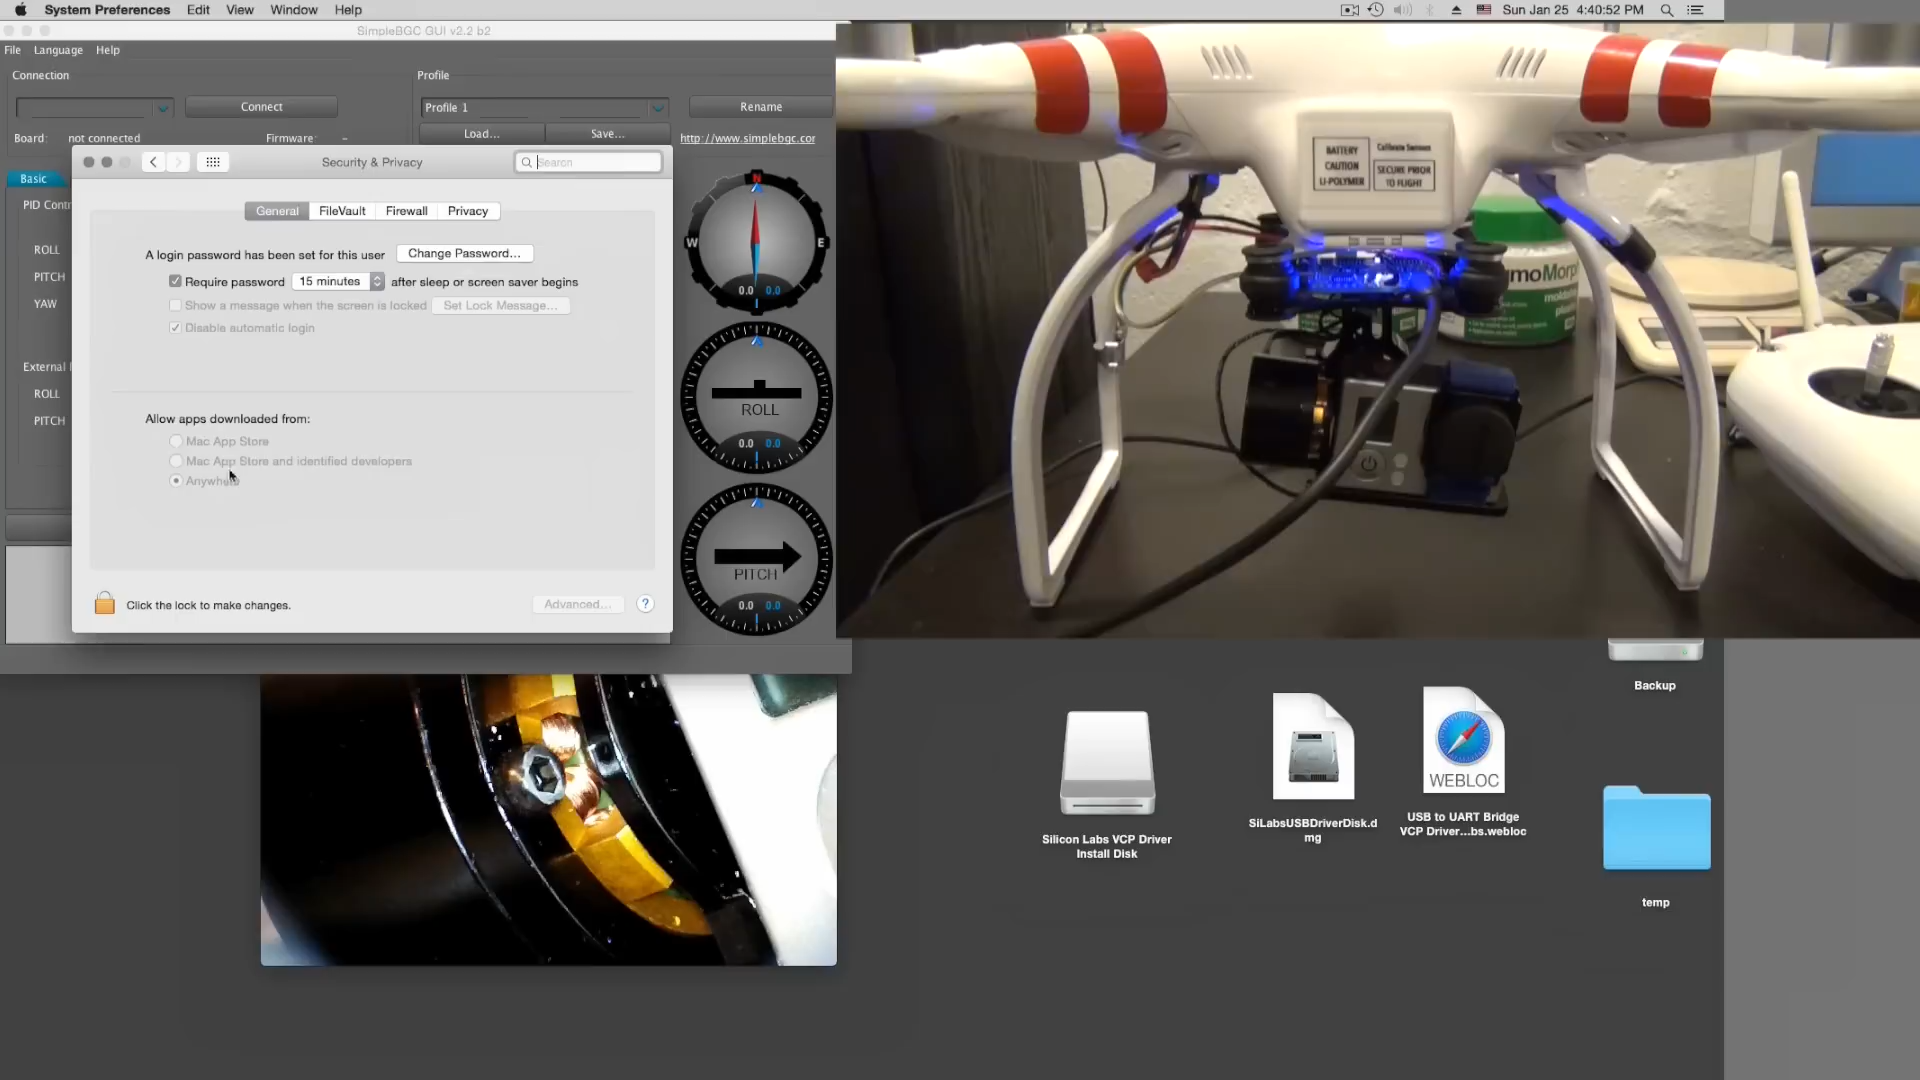 System Preferences Edit View Window Help
Sun Jan 25 4:40:52 PM
SimpleBGC GUI v2.2 b2
File Language Help
Connection
Profile
Connect
Profile 1
Rename
Board: not connected Firmware: -
Load...
Save...
http://www.simplebgc.cor
Basic
PID Contr
ROLL
PITCH
YAW
External I
ROLL
PITCH
Security & Privacy
Search
General FileVault Firewall Privacy
A login password has been set for this user
Change Password...
Require password 15 minutes after sleep or screen saver begins
Show a message when the screen is locked
Set Lock Message...
Disable automatic login
Allow apps downloaded from:
Mac App Store
Mac App Store and identified developers
Anywhere
Click the lock to make changes.
Advanced...
?
N
W E
0.0 0.0
ROLL
0.0 0.0
PITCH
0.0 0.0
BATTERY
CAUTION
LI-POLYMER
Calibrate Sensors
SECURE PRIOR
TO FLIGHT
Backup
Silicon Labs VCP Driver
Install Disk
SiLabsUSBDriverDisk.d
mg
WEBLOC
USB to UART Bridge
VCP Driver...bs.webloc
temp